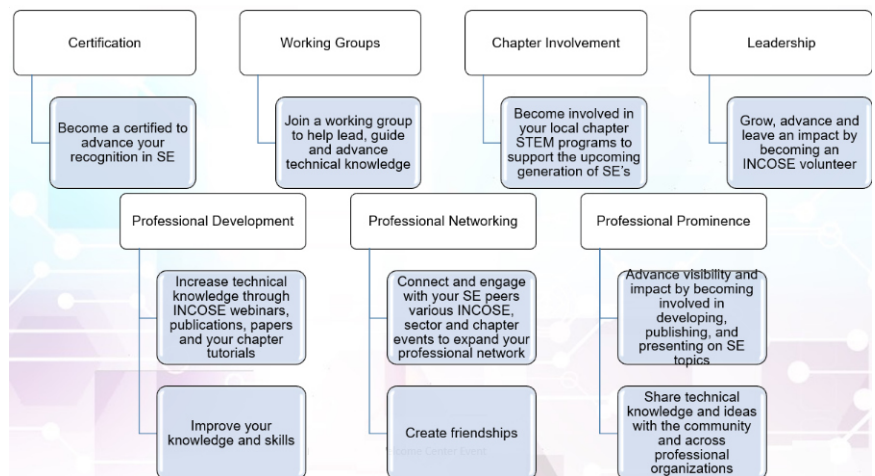 Certification
Working Groups
Chapter Involvement
Leadership
Become a certified to
advance your
recognition in SE
Join a working group
to help lead, guide
and advance
technical knowledge
Become involved in
your local chapter
STEM programs to
support the upcoming
generation of SE's
Grow, advance and
leave an impact by
becoming an
INCOSE volunteer
Professional Development
Professional Networking
Professional Prominence
Increase technical
knowledge through
INCOSE webinars,
publications, papers
and your chapter
tutorials
Connect and engage
with your SE peers
various INCOSE,
sector and chapter
events to expand your
professional network
Advance visibility and
impact by becoming
involved in
developing,
publishing, and
presenting on SE
topics
Improve your
knowledge and skills
Create friendships
Share technical
knowledge and ideas
with the community
and across
professional
organizations
Center Event